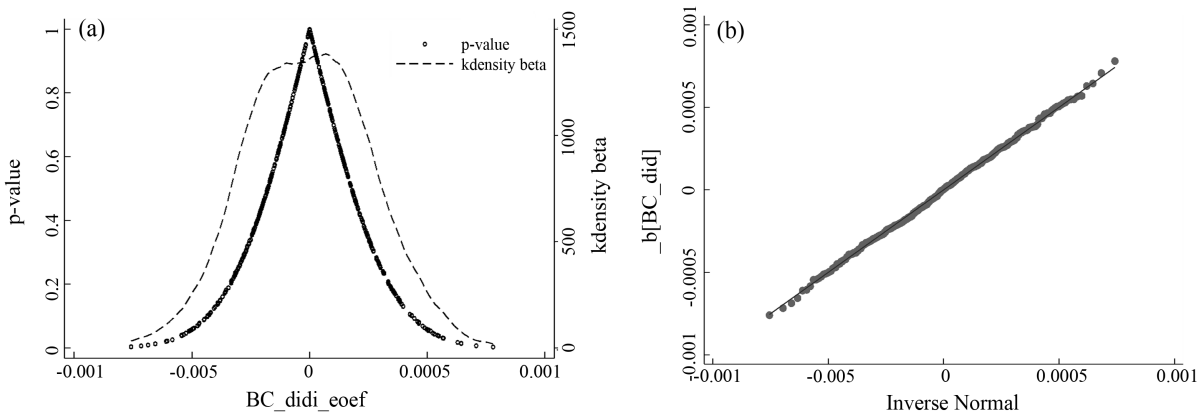 (a)
p-value
kdensity beta
1
0.8
0.6
0.4
0.2
0
p-value
1500
1000
500
0
kdensity beta
-0.001
-0.005
0
0.0005
0.001
BC_didi_eoef
(b)
0.001
0.0005
0
-0.0005
-0.001
_b[BC_did]
-0.001
-0.005
0
0.0005
0.001
Inverse Normal